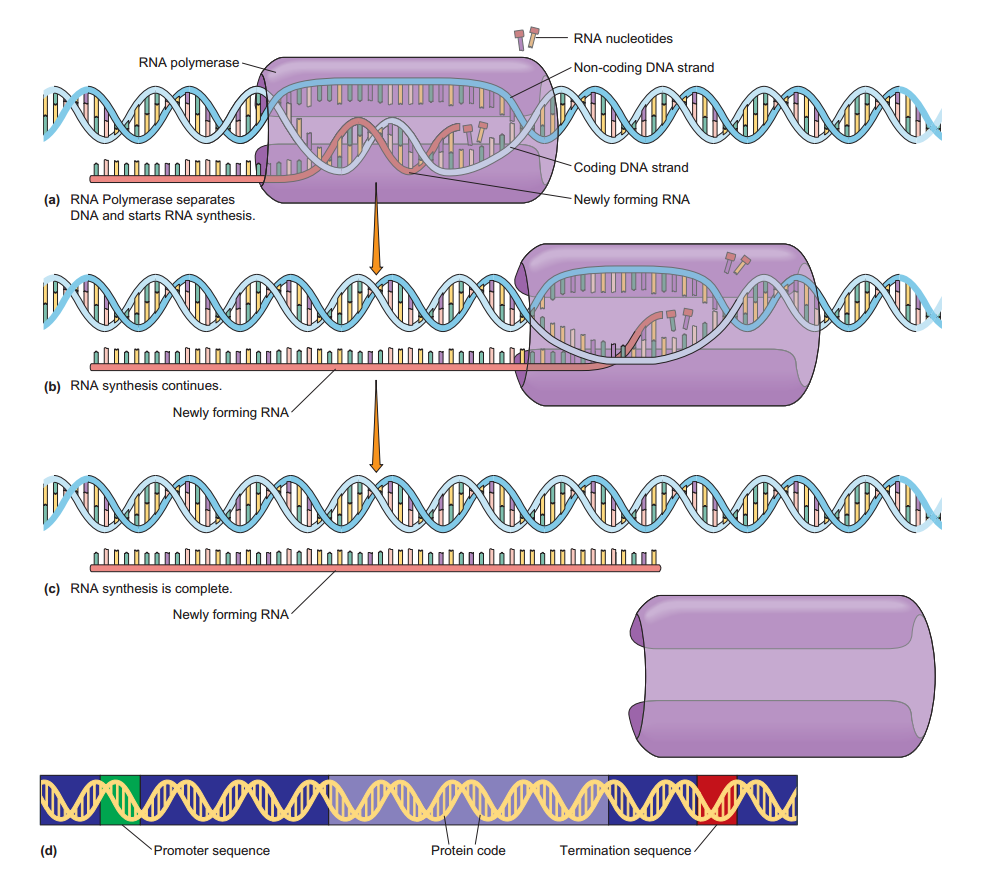 RNA nucleotides
RNA polymerase
Non-coding DNA strand
Coding DNA strand
Newly forming RNA
(a) RNA Polymerase separates
DNA and starts RNA synthesis.
(b) RNA synthesis continues.
Newly forming RNA
(c) RNA synthesis is complete.
Newly forming RNA
(d)
Promoter sequence
Protein code
Termination sequence